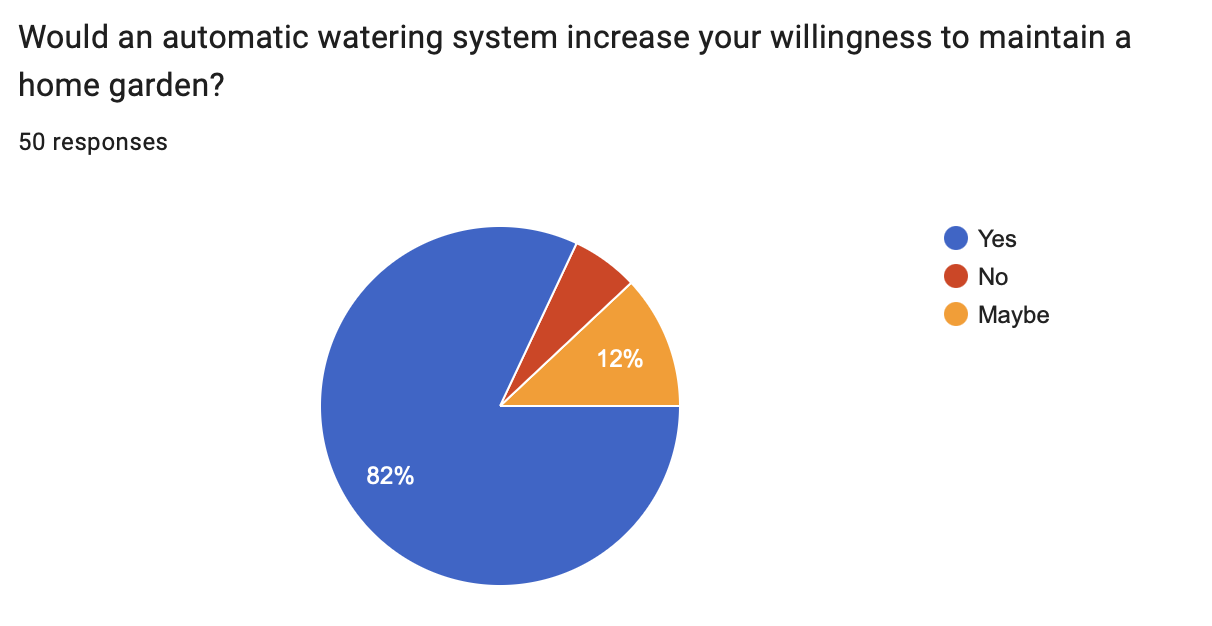 Would an automatic watering system increase your willingness to maintain a
home garden?
50 responses
Yes
No
Maybe
12%
82%